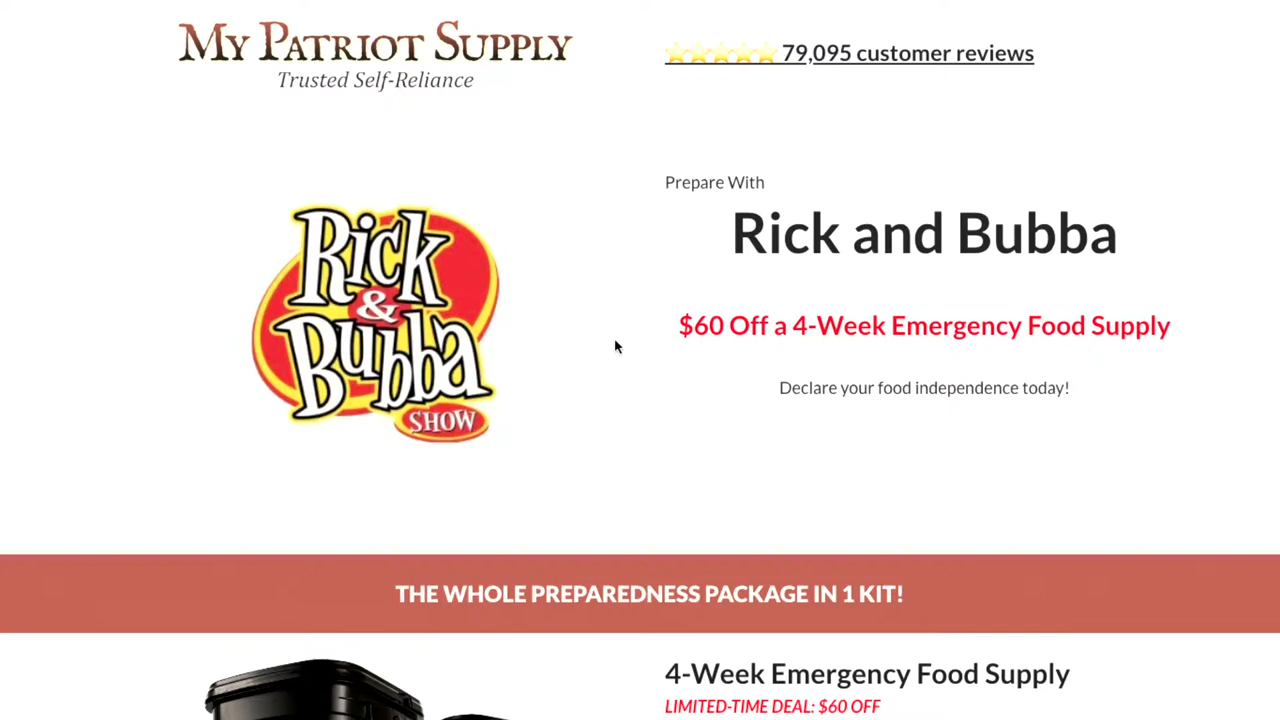 My Patriot Supply
Trusted Self-Reliance
79,095 customer reviews
Rick
&
Bubba
SHOW
Prepare With
Rick and Bubba
$60 Off a 4-Week Emergency Food Supply
Declare your food independence today!
THE WHOLE PREPAREDNESS PACKAGE IN 1 KIT!
4-Week Emergency Food Supply
LIMITED-TIME DEAL: $60 OFF